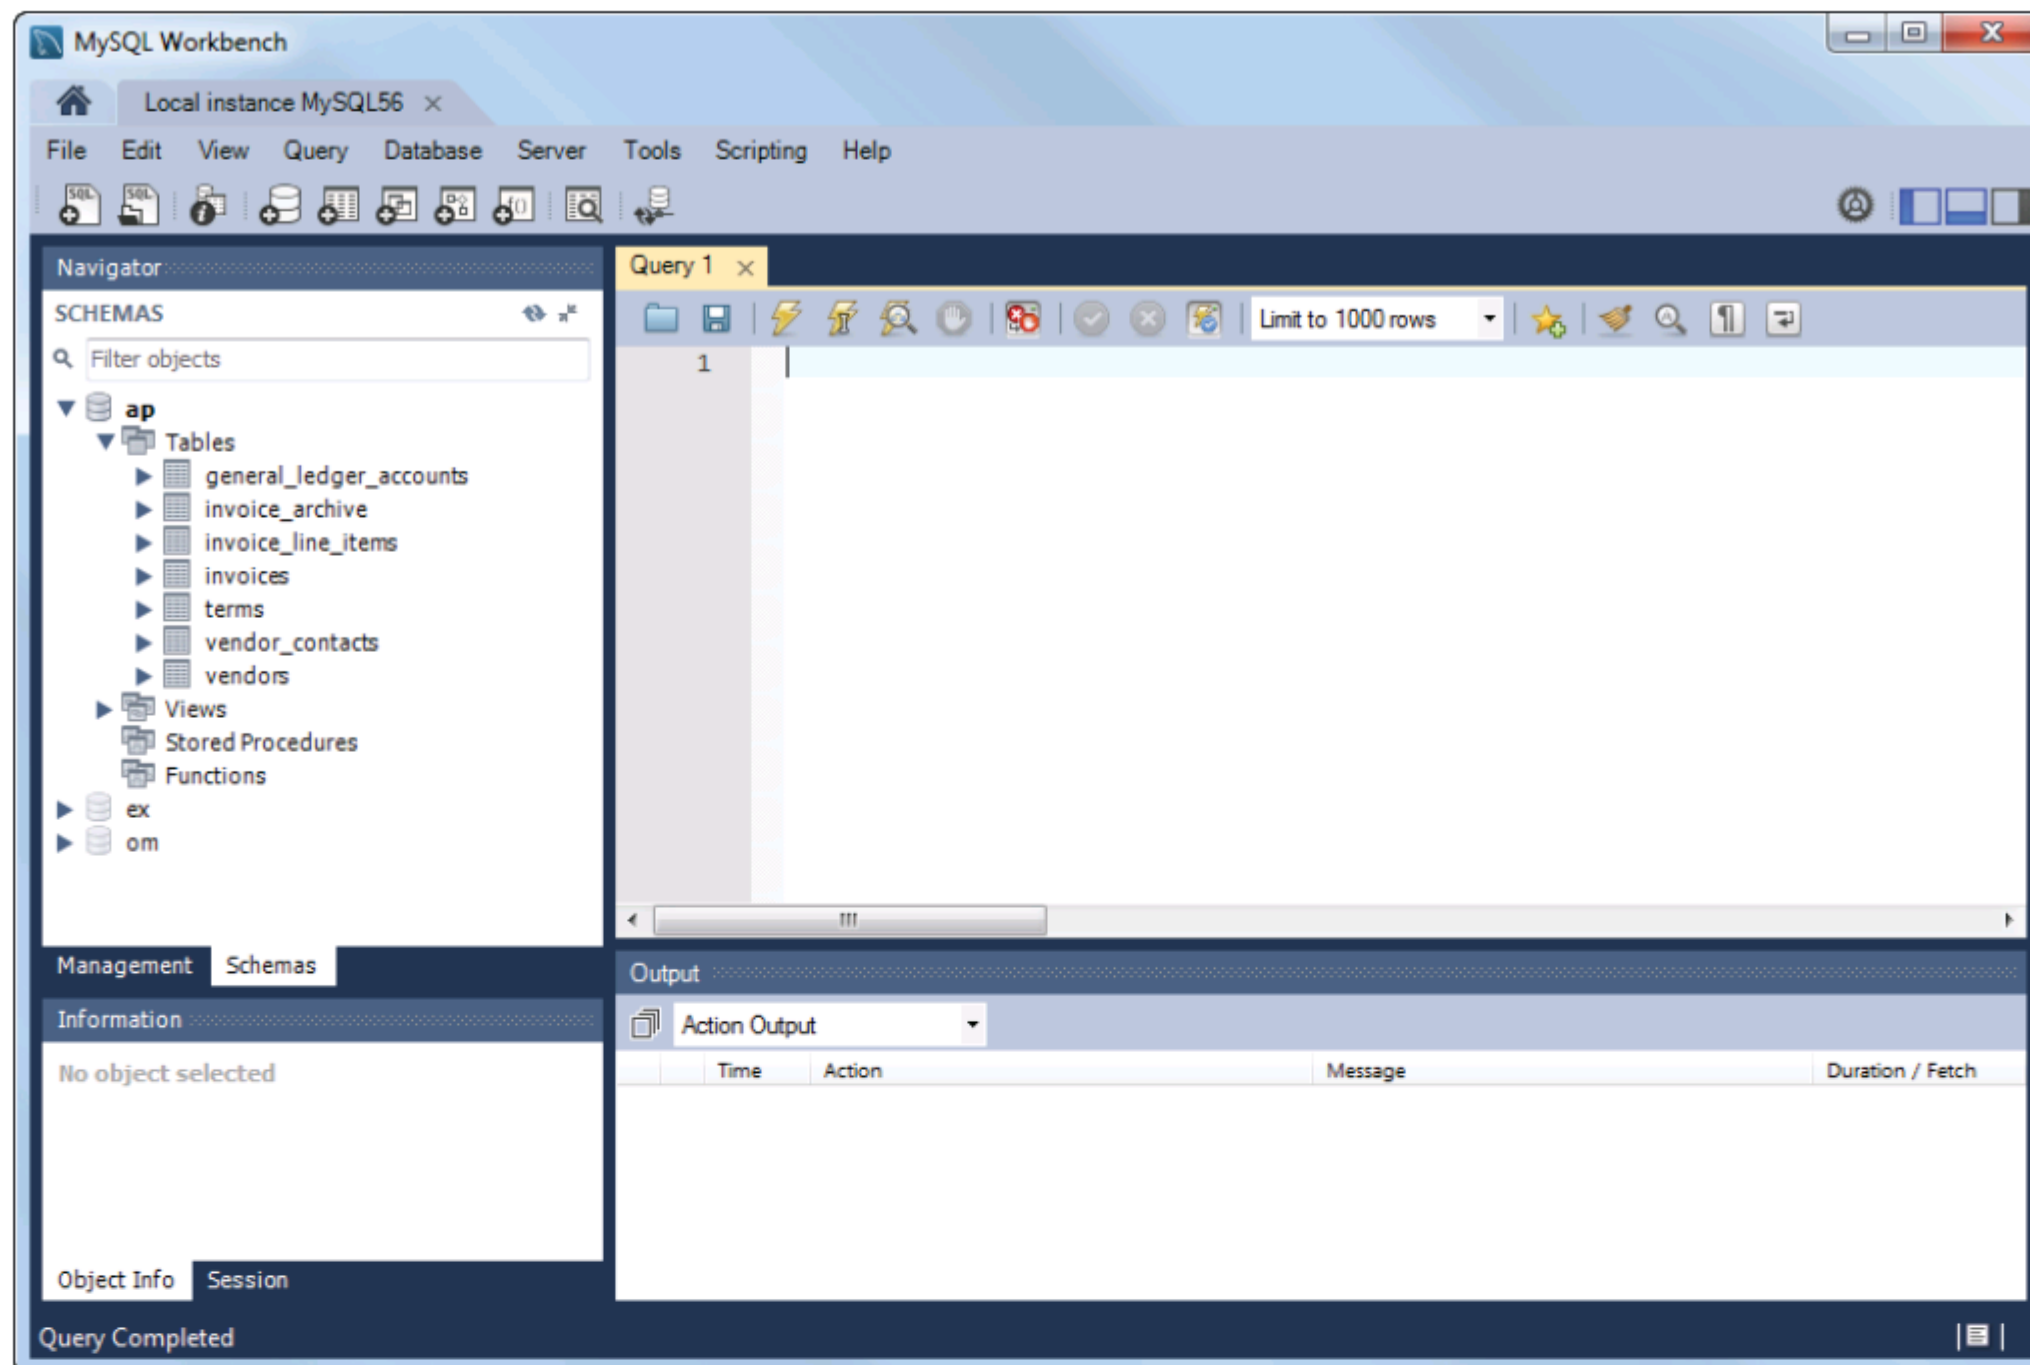 MySQL Workbench
Local instance MySQL56
File Edit View Query Database Server Tools Scripting Help
Navigator
SCHEMAS
Filter objects
ap
Tables
general_ledger_accounts
invoice_archive
invoice_line_items
invoices
terms
vendor_contacts
vendors
Views
Stored Procedures
Functions
ex
om
Management Schemas
Information
No object selected
Object Info Session
Query 1
Limit to 1000 rows
1
Output
Action Output
Time Action Message Duration / Fetch
Query Completed